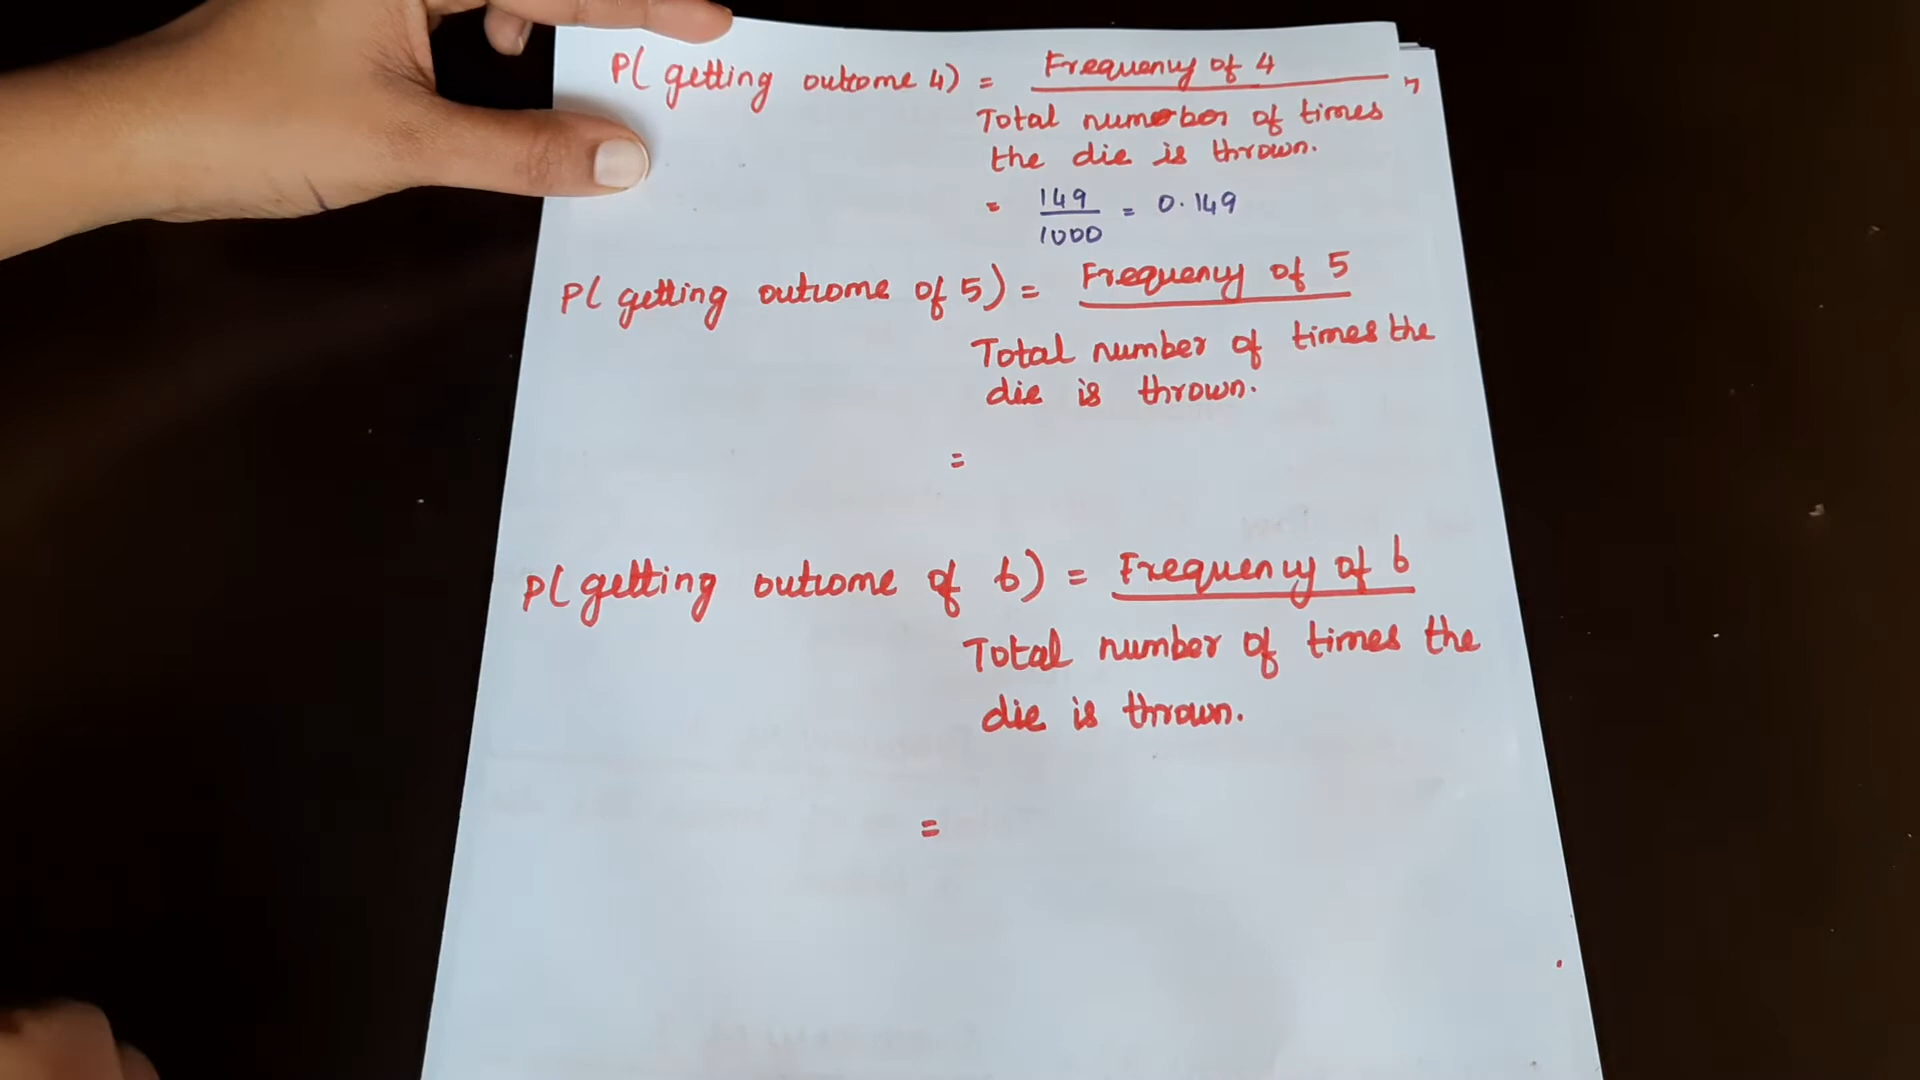 P( getting outcome 4) = Frequency of 4
Total number of times
the die is thrown.
= 149 = 0.149
1000
P( getting outcome of 5) = Frequency of 5
Total number of times the
die is thrown.
=
P( getting outcome of 6) = Frequency of 6
Total number of times the
die is thrown.
=